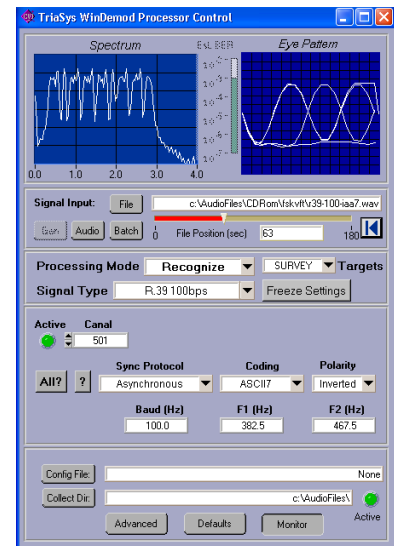 TriaSys WinDemod Processor Control
Spectrum Est. BER Eye Pattern
10-2-
10-3-
10-4-
10-5-
10-6-
10-7-
0.0 1.0 2.0 3.0 4.0
Signal Input: File c:\AudioFiles\CDRom\fskvft\r39-100-iaa7.wav
Gen Audio Batch 0 File Position (sec) 63 180
Processing Mode Recognize SURVEY Targets
Signal Type R.39 100bps Freeze Settings
Active Canal
501
All? ? Sync Protocol Coding Polarity
Asynchronous ASCII7 Inverted
Baud (Hz) F1 (Hz) F2 (Hz)
100.0 382.5 467.5
Config File: None
Collect Dir: c:\AudioFiles\
Advanced Defaults Monitor Active